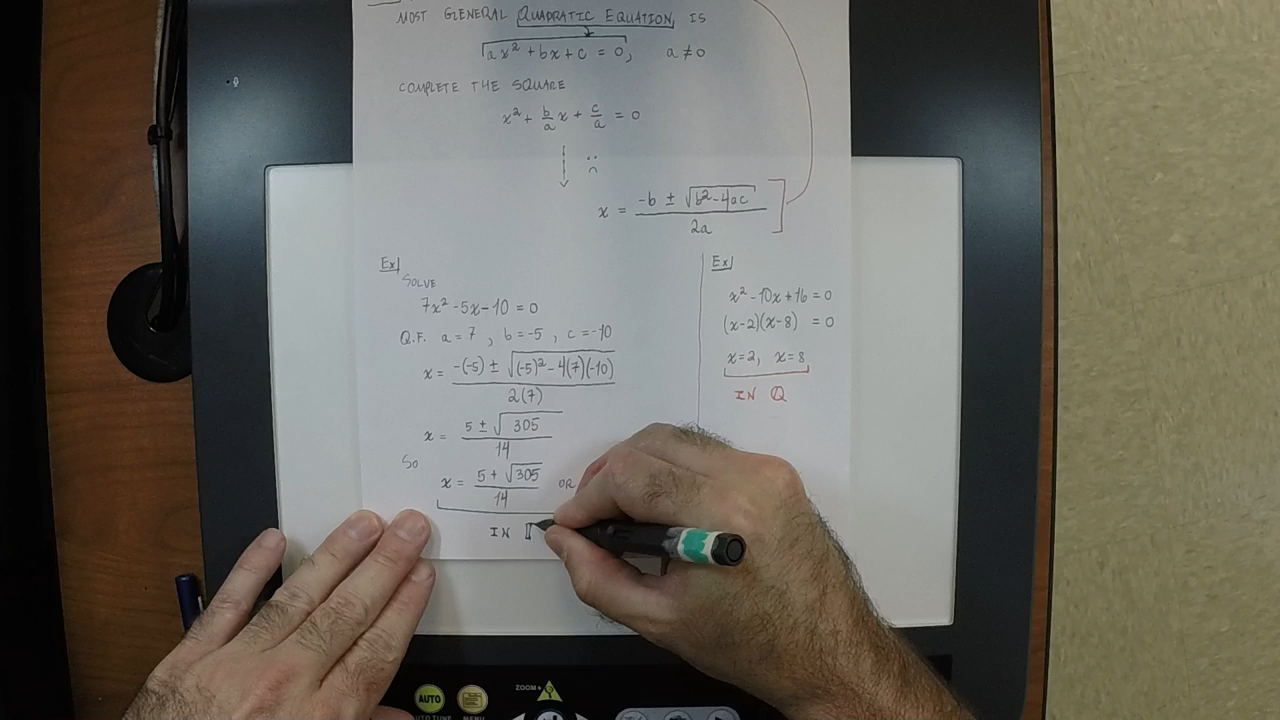 MOST GENERAL QUADRATIC EQUATION IS
ax² + bx + c = 0, a ≠ 0
COMPLETE THE SQUARE
x² + b/a x + c/a = 0
x = (-b ± √(b²-4ac))/2a
Ex/
SOLVE
7x² -5x -10 = 0
Q.F. a = 7 , b = -5 , c = -10
x = (-(-5) ± √((-5)² - 4(7)(-10)))/2(7)
x = (5 ± √305)/14
So
x = (5 + √305)/14 OR
IN
Ex/
x² -10x + 16 = 0
(x-2)(x-8) = 0
x=2, x=8
IN ℚ
AUTO
AUTO TUNE
MENU
ZOOM+